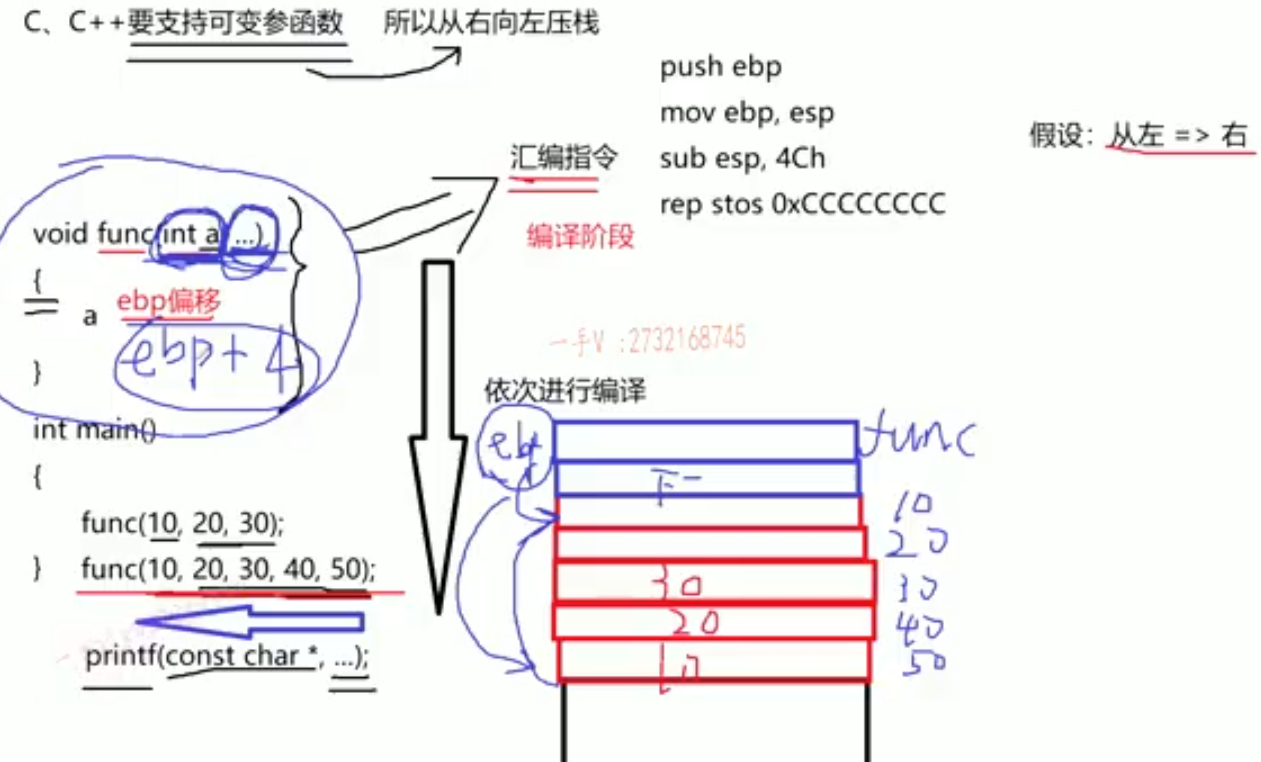 C、C++要支持可变参函数 所以从右向左压栈
push ebp
mov ebp, esp
假设：从左 => 右
汇编指令
sub esp, 4Ch
rep stos 0xCCCCCCCC
编译阶段
void func(int a, ...)
{
a ebp偏移
ebp+4
}
一手V :2732168745
依次进行编译
int main()
{
func(10, 20, 30);
} func(10, 20, 30, 40, 50);
printf(const char *, ...);
func
下一
10
20
30
40
50
30
20
10